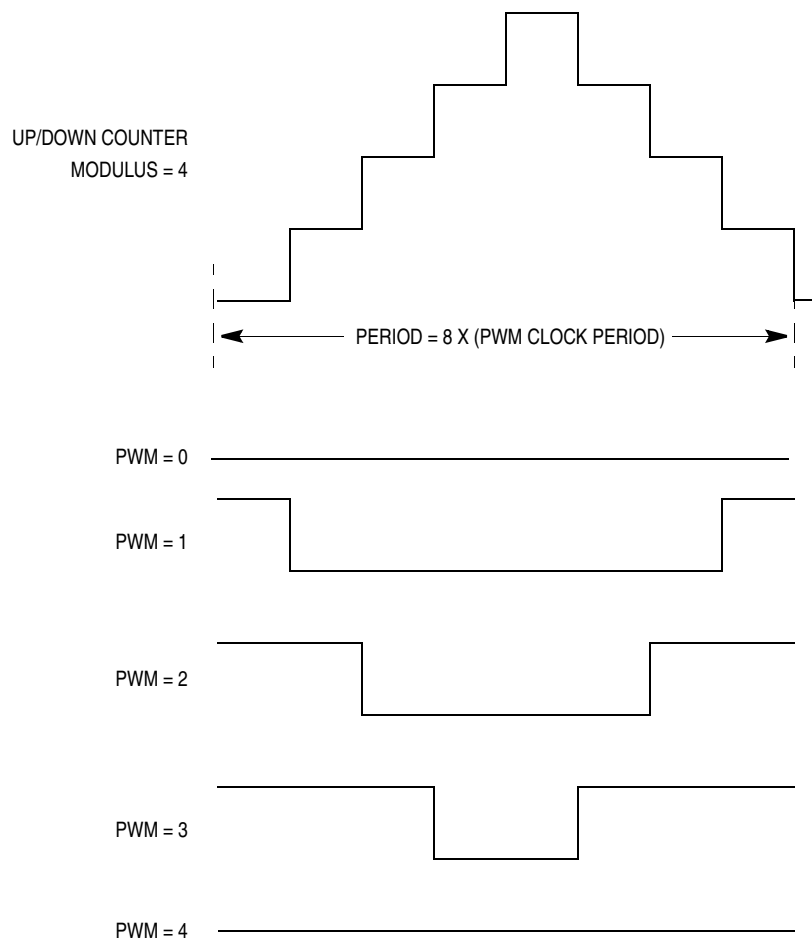 UP/DOWN COUNTER
MODULUS = 4
PERIOD = 8 X (PWM CLOCK PERIOD)
PWM = 0
PWM = 1
PWM = 2
PWM = 3
PWM = 4